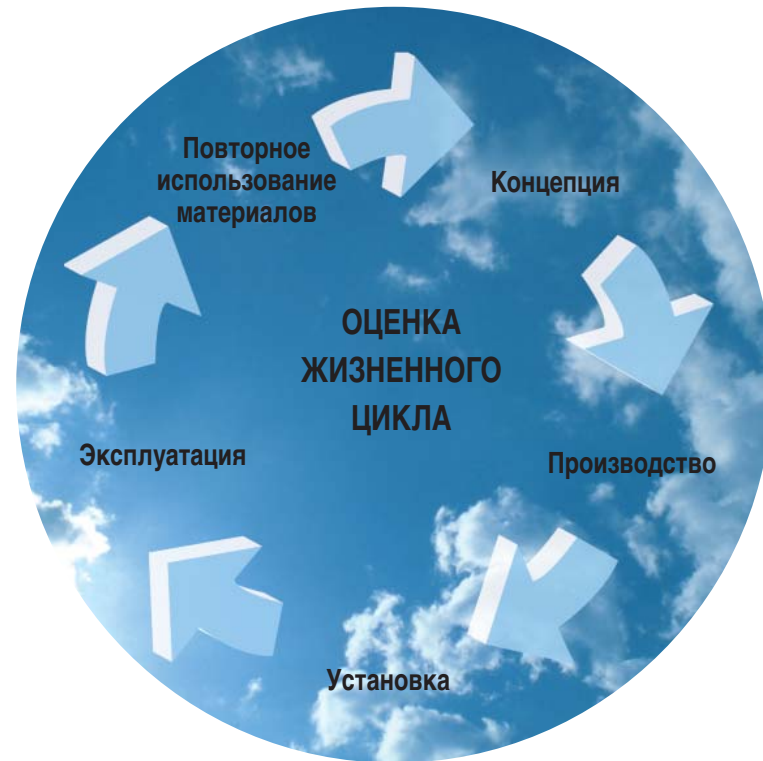 Повторное
использование
материалов
Концепция
ОЦЕНКА
ЖИЗНЕННОГО
ЦИКЛА
Эксплуатация
Производство
Установка